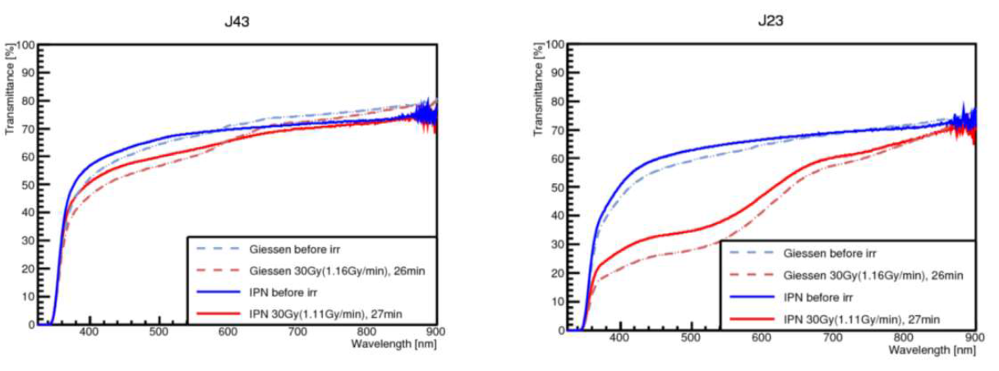 J43
Transmittance [%]
100
90
80
70
60
50
40
30
20
10
0
Giessen before irr
Giessen 30Gy(1.16Gy/min), 26min
IPN before irr
IPN 30Gy(1.11Gy/min), 27min
400 500 600 700 800 900
Wavelength [nm]
J23
Transmittance [%]
100
90
80
70
60
50
40
30
20
10
0
Giessen before irr
Giessen 30Gy(1.16Gy/min), 26min
IPN before irr
IPN 30Gy(1.11Gy/min), 27min
400 500 600 700 800 900
Wavelength [nm]